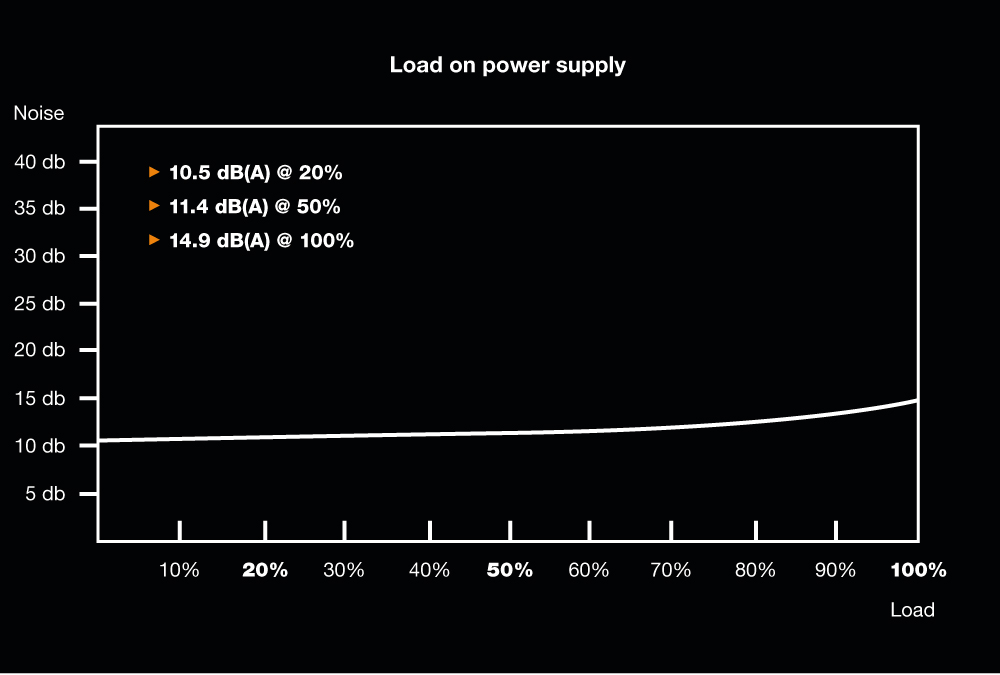 Load on power supply
Noise
40 db
35 db
30 db
25 db
20 db
15 db
10 db
5 db
10.5 dB(A) @ 20%
11.4 dB(A) @ 50%
14.9 dB(A) @ 100%
10% 20% 30% 40% 50% 60% 70% 80% 90% 100%
Load